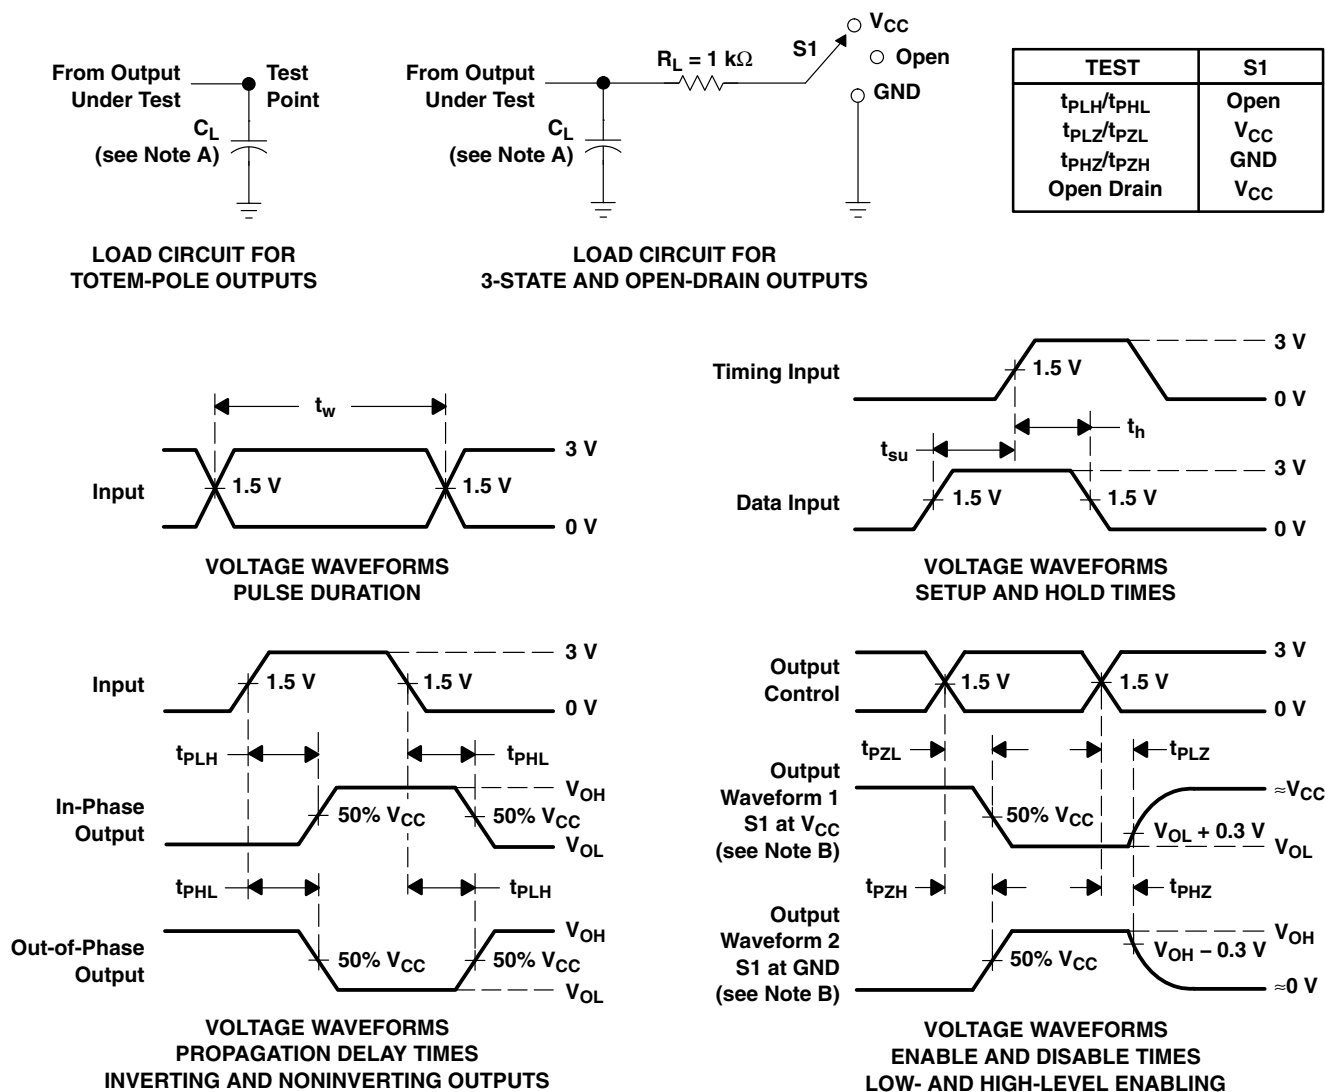 From Output
Under Test
Test
Point
C_L
(see Note A)
LOAD CIRCUIT FOR
TOTEM-POLE OUTPUTS
From Output
Under Test
R_L = 1 kΩ
S1
V_CC
Open
GND
C_L
(see Note A)
LOAD CIRCUIT FOR
3-STATE AND OPEN-DRAIN OUTPUTS
TEST S1
t_PLH/t_PHL Open
t_PLZ/t_PZL V_CC
t_PHZ/t_PZH GND
Open Drain V_CC
t_w
Input
1.5 V
1.5 V
3 V
0 V
VOLTAGE WAVEFORMS
PULSE DURATION
Timing Input
1.5 V
3 V
0 V
t_su
t_h
Data Input
1.5 V
1.5 V
3 V
0 V
VOLTAGE WAVEFORMS
SETUP AND HOLD TIMES
Input
1.5 V
1.5 V
3 V
0 V
t_PLH
t_PHL
In-Phase
Output
50% V_CC
50% V_CC
V_OH
V_OL
t_PHL
t_PLH
Out-of-Phase
Output
50% V_CC
50% V_CC
V_OH
V_OL
VOLTAGE WAVEFORMS
PROPAGATION DELAY TIMES
INVERTING AND NONINVERTING OUTPUTS
Output
Control
1.5 V
1.5 V
3 V
0 V
t_PZL
t_PLZ
Output
Waveform 1
S1 at V_CC
(see Note B)
50% V_CC
V_OL + 0.3 V
≈V_CC
V_OL
t_PZH
t_PHZ
Output
Waveform 2
S1 at GND
(see Note B)
50% V_CC
V_OH − 0.3 V
V_OH
≈0 V
VOLTAGE WAVEFORMS
ENABLE AND DISABLE TIMES
LOW- AND HIGH-LEVEL ENABLING